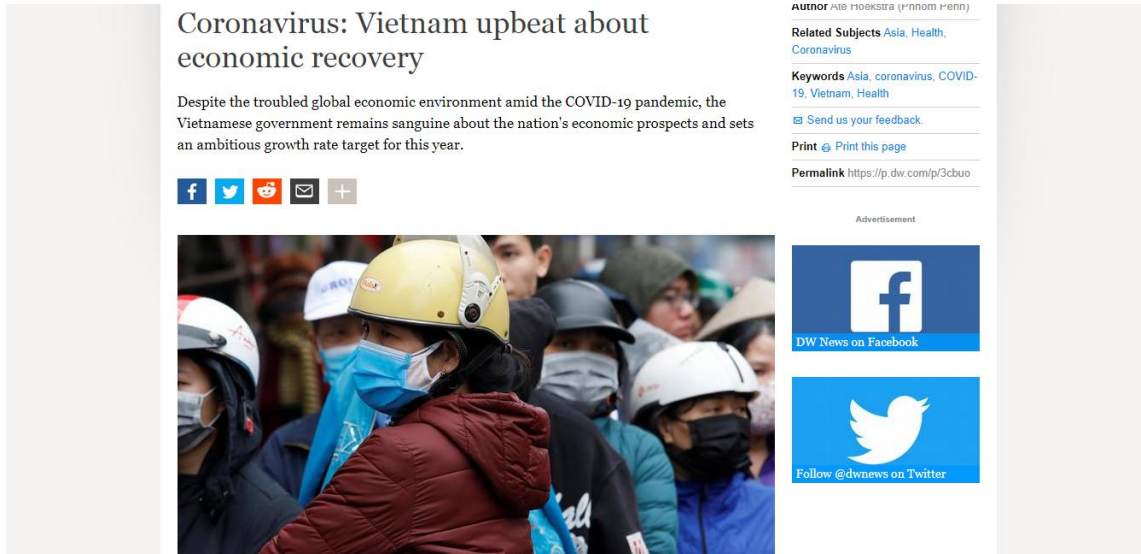 Coronavirus: Vietnam upbeat about
economic recovery
Despite the troubled global economic environment amid the COVID-19 pandemic, the
Vietnamese government remains sanguine about the nation's economic prospects and sets
an ambitious growth rate target for this year.
Author Ate Hoekstra (Phnom Penh)
Related Subjects Asia, Health,
Coronavirus
Keywords Asia, coronavirus, COVID-
19, Vietnam, Health
Send us your feedback.
Print Print this page
Permalink https://p.dw.com/p/3cbuo
Advertisement
DW News on Facebook
Follow @dwnews on Twitter